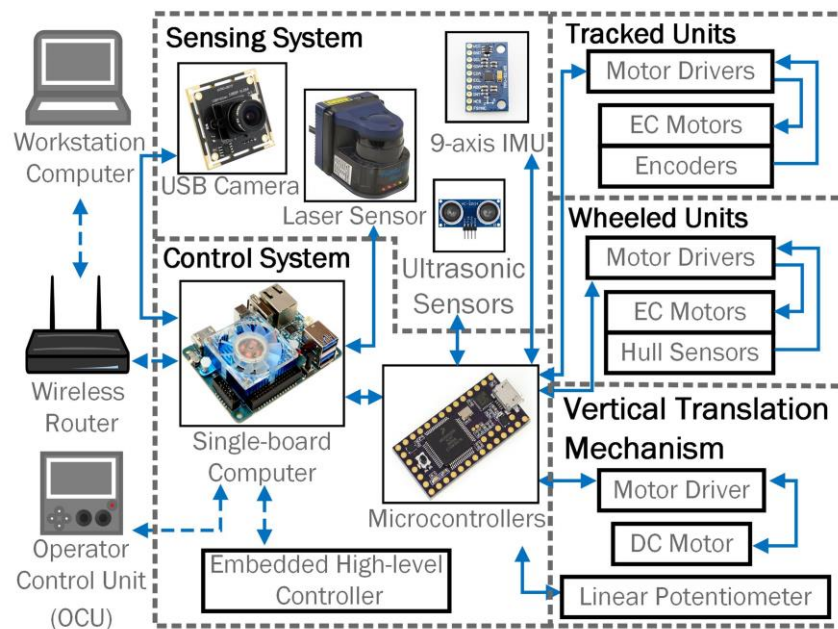 Sensing System
USB Camera
Laser Sensor
9-axis IMU
Ultrasonic
Sensors
Workstation
Computer
Wireless
Router
Operator
Control Unit
(OCU)
Control System
Single-board
Computer
Microcontrollers
Embedded High-level
Controller
Tracked Units
Motor Drivers
EC Motors
Encoders
Wheeled Units
Motor Drivers
EC Motors
Hull Sensors
Vertical Translation
Mechanism
Motor Driver
DC Motor
Linear Potentiometer